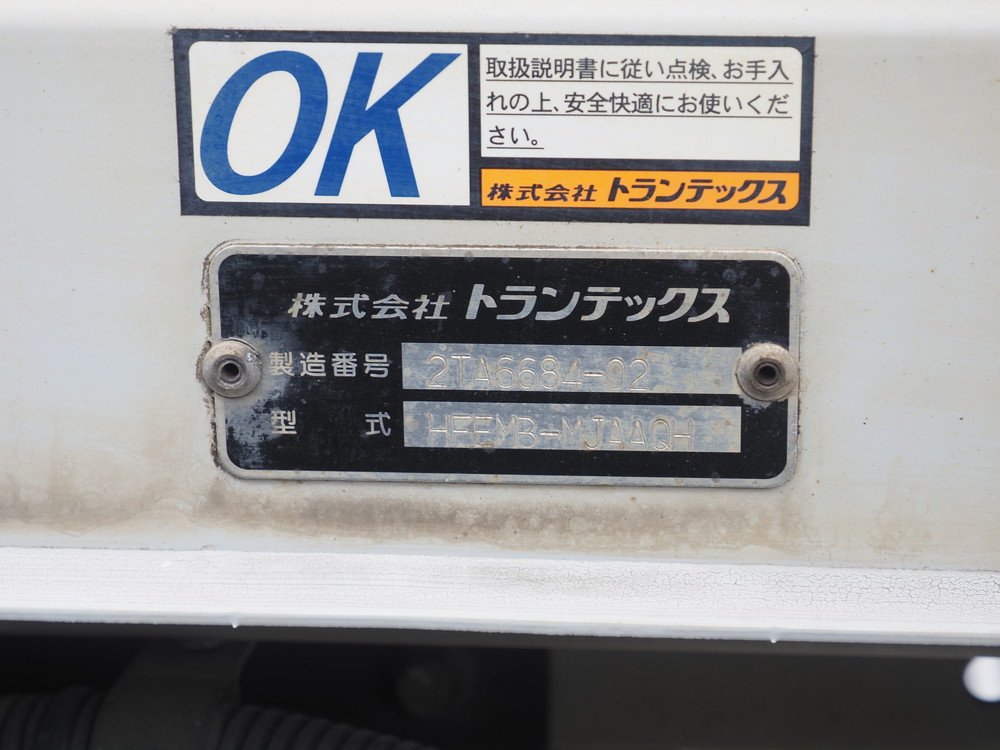 OK
取扱説明書に従い点検、お手入
れの上、安全快適にお使いくだ
さい。
株式会社 トランテックス
株式会社 トランテックス
製造番号 2TA6684-02
型式 HEEMB-MJAAQH